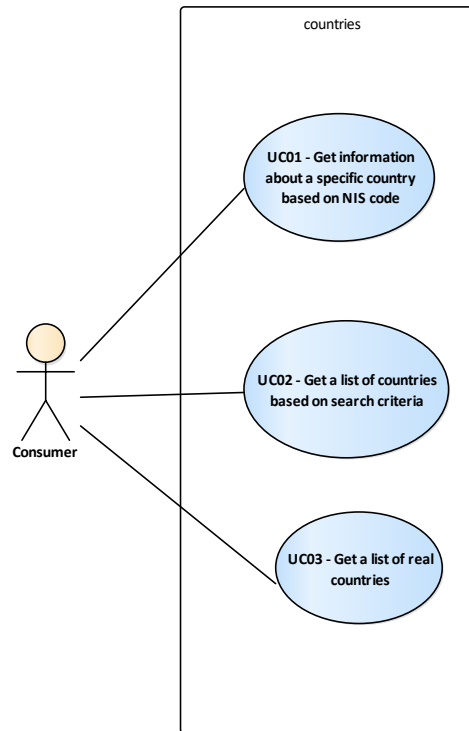 countries
UC01 - Get information
about a specific country
based on NIS code
UC02 - Get a list of countries
based on search criteria
Consumer
UC03 - Get a list of real
countries